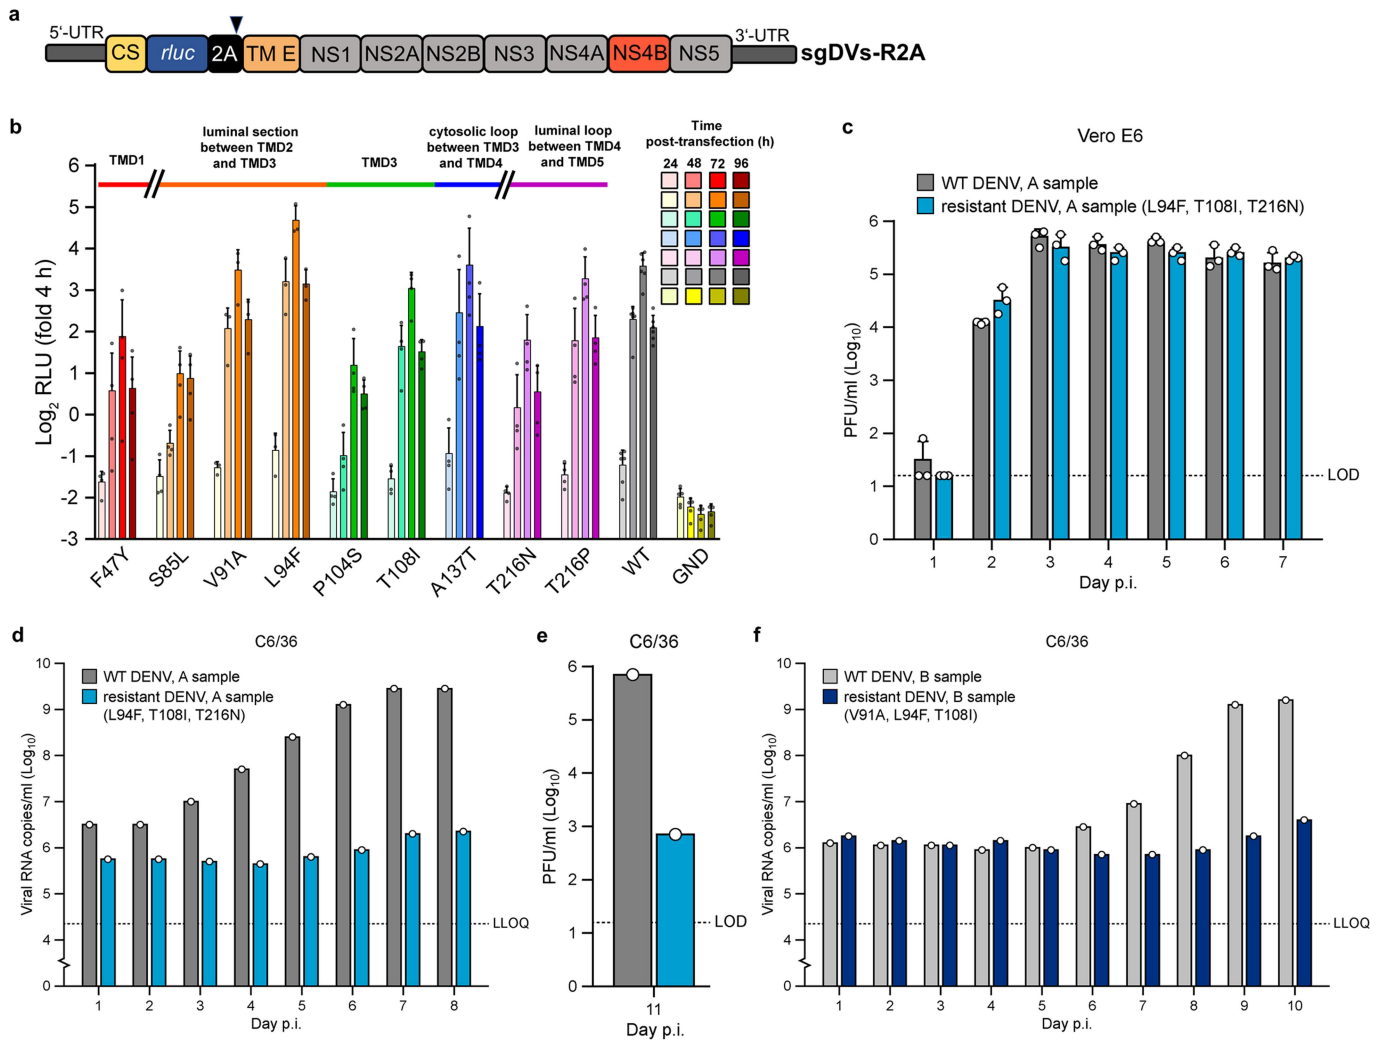 a
5‘-UTR
CS
rluc
2A
TM E
NS1
NS2A
NS2B
NS3
NS4A
NS4B
NS5
3‘-UTR
sgDVs-R2A
b
TMD1
luminal section
between TMD2
and TMD3
TMD3
cytosolic loop
between TMD3
and TMD4
luminal loop
between TMD4
and TMD5
Time
post-transfection (h)
24 48 72 96
Log2 RLU (fold 4 h)
6
5
4
3
2
1
0
-1
-2
-3
F47Y
S85L
V91A
L94F
P104S
T108I
A137T
T216N
T216P
WT
GND
c
Vero E6
WT DENV, A sample
resistant DENV, A sample (L94F, T108I, T216N)
PFU/ml (Log10)
6
5
4
3
2
1
0
LOD
1 2 3 4 5 6 7
Day p.i.
d
C6/36
WT DENV, A sample
resistant DENV, A sample
(L94F, T108I, T216N)
Viral RNA copies/ml (Log10)
10
9
8
7
6
5
4
0
LLOQ
1 2 3 4 5 6 7 8
Day p.i.
e
C6/36
PFU/ml (Log10)
6
5
4
3
2
1
0
LOD
11
Day p.i.
f
C6/36
WT DENV, B sample
resistant DENV, B sample
(V91A, L94F, T108I)
Viral RNA copies/ml (Log10)
10
9
8
7
6
5
4
0
LLOQ
1 2 3 4 5 6 7 8 9 10
Day p.i.